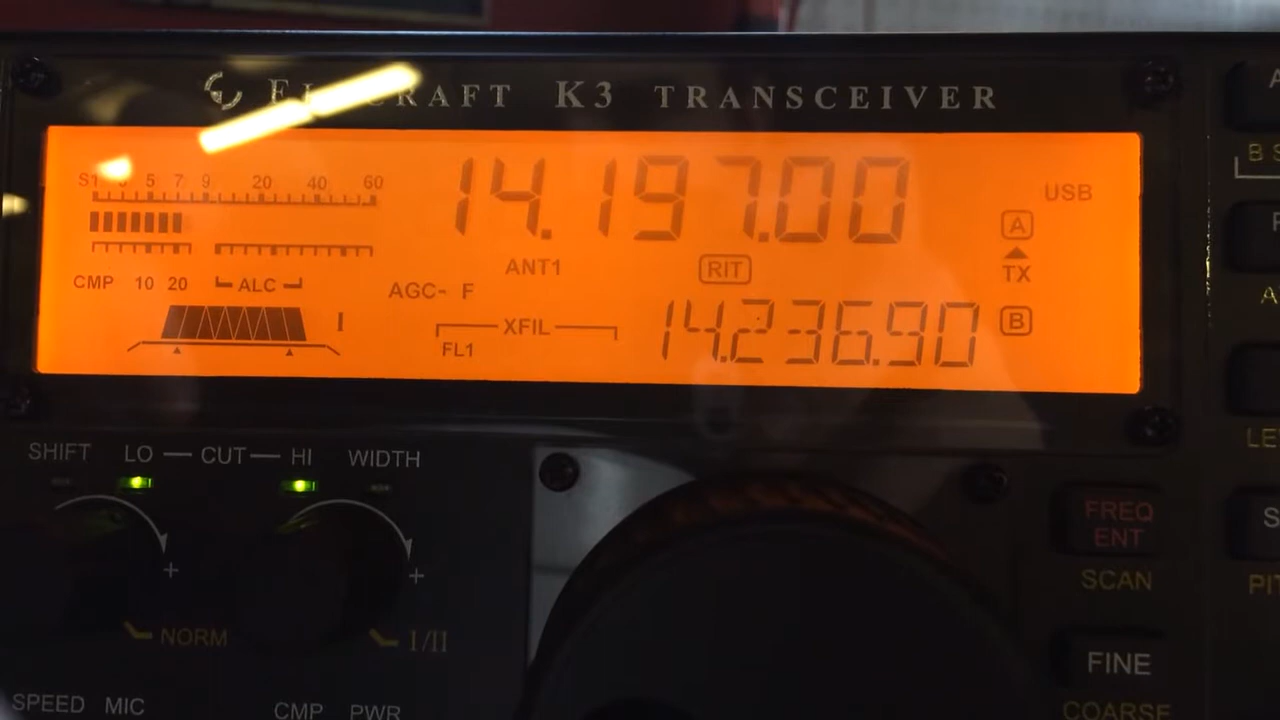 ELECRAFT K3 TRANSCEIVER
S1 3 5 7 9 20 40 60
14.197.00
USB
A
ANT1
RIT
TX
CMP 10 20 ALC
AGC- F
I
XFIL
FL1
14.236.90
B
B S
SHIFT LO CUT HI WIDTH
+
+
NORM
I/II
FREQ
ENT
SCAN
FINE
COARSE
SPEED MIC CMP PWR
LE
PI